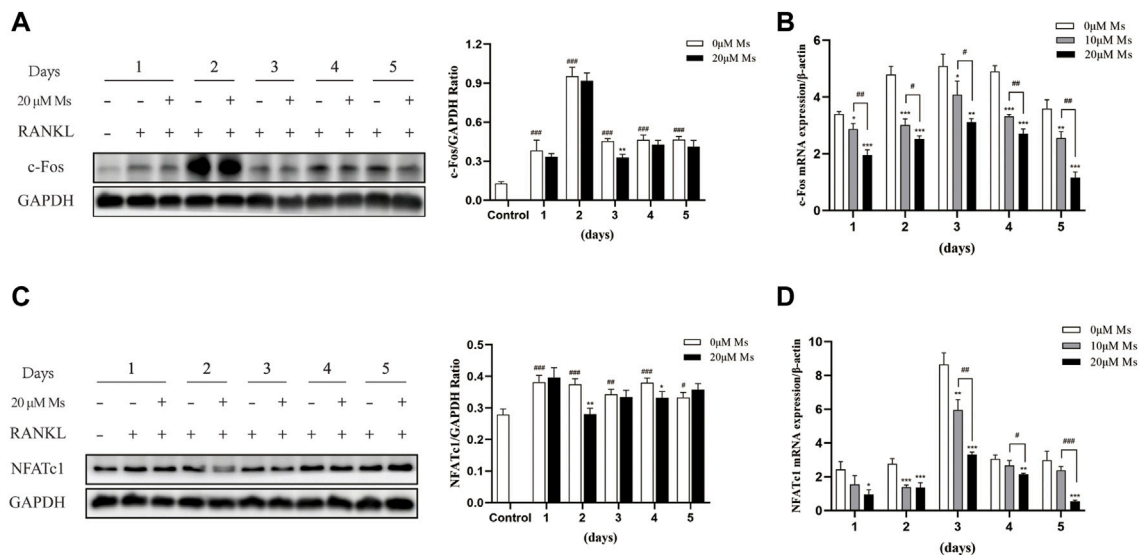 A
Days 1 2 3 4 5
20 μM Ms - - + - + - + - + - +
RANKL - + + + + + + + + + +
c-Fos
GAPDH
c-Fos/GAPDH Ratio
1.2
0.9
0.6
0.3
0.0
### ### ### ** ### ###
Control 1 2 3 4 5
(days)
0μM Ms
20μM Ms
B
c-Fos mRNA expression/β-actin
6
4
2
0
* *** ## *** *** # * ** # *** *** ## ** *** ##
1 2 3 4 5
(days)
0μM Ms
10μM Ms
20μM Ms
C
Days 1 2 3 4 5
20 μM Ms - - + - + - + - + - +
RANKL - + + + + + + + + + +
NFATc1
GAPDH
NFATc1/GAPDH Ratio
0.5
0.4
0.3
0.2
0.1
0.0
### ### ** ## ### * #
Control 1 2 3 4 5
(days)
0μM Ms
20μM Ms
D
NFATc1 mRNA expression/β-actin
10
8
6
4
2
0
* *** *** ** *** ## ** # *** ###
1 2 3 4 5
(days)
0μM Ms
10μM Ms
20μM Ms